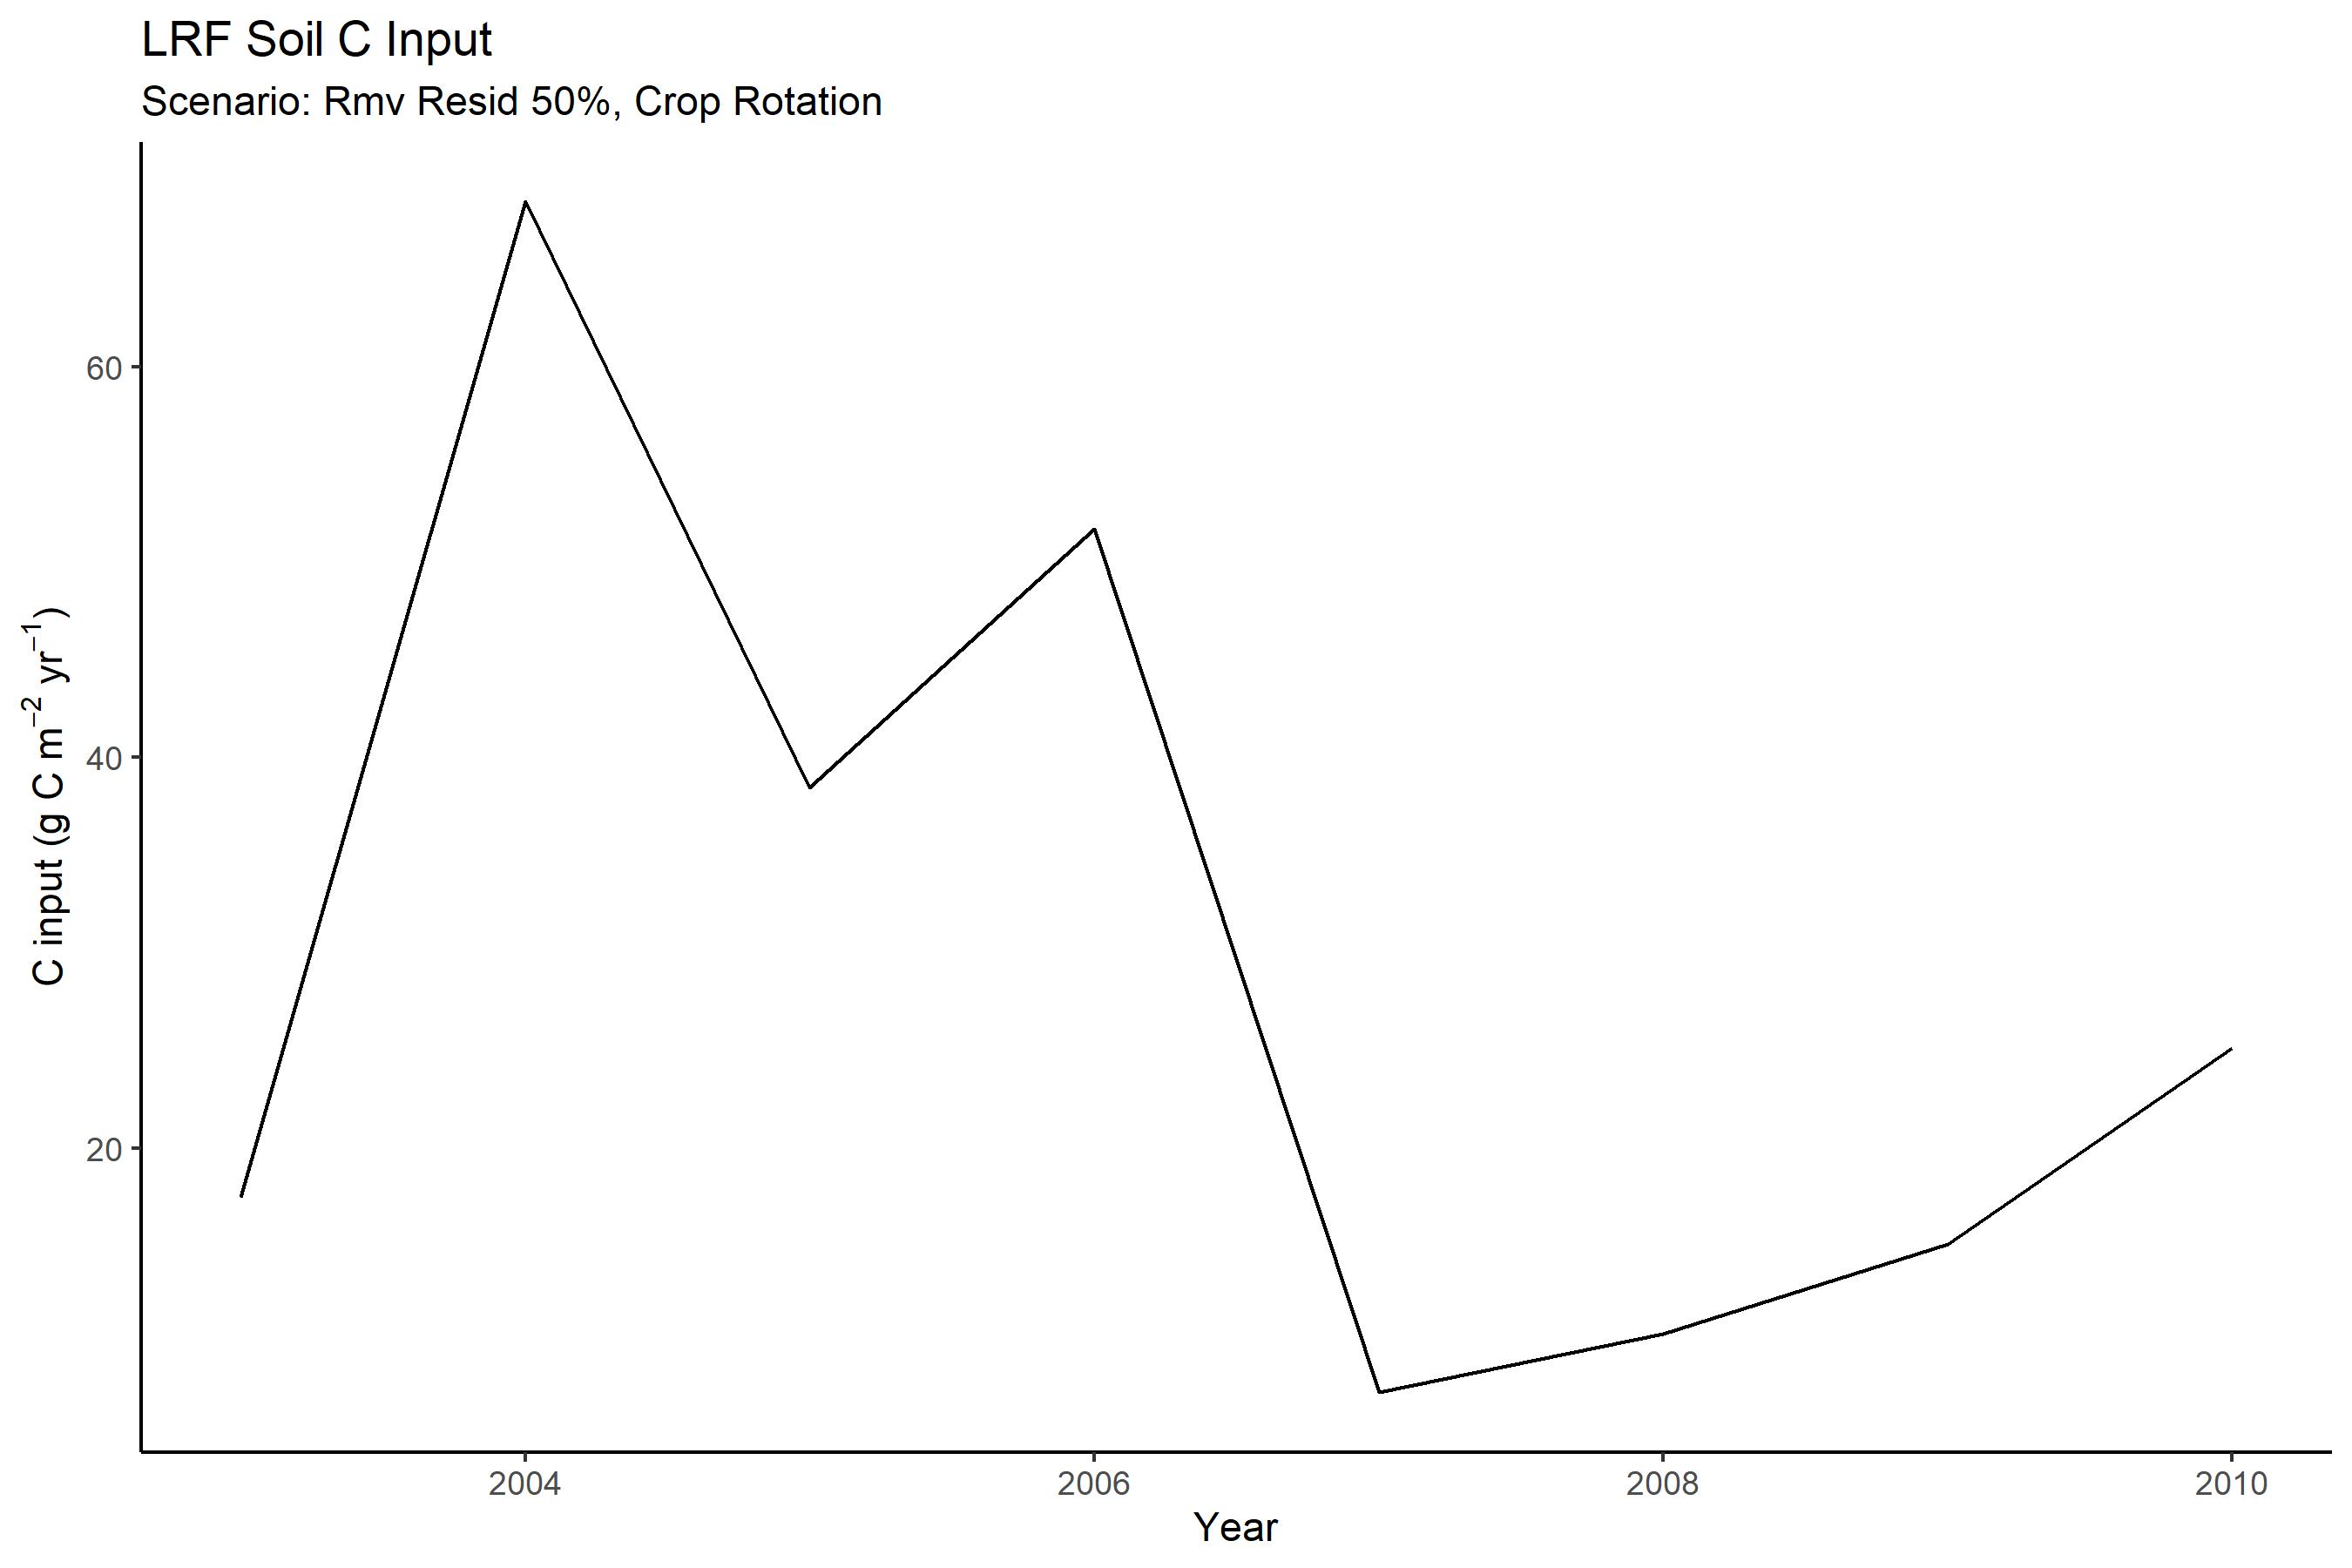 LRF Soil C Input
Scenario: Rmv Resid 50%, Crop Rotation
C input (g C m⁻² yr⁻¹)
60
40
20
2004 2006 2008 2010
Year